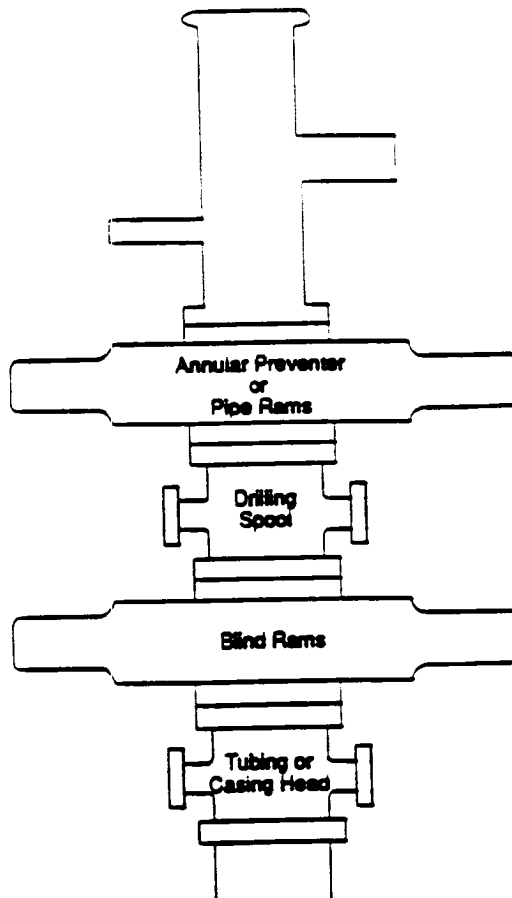 Annular Preventer
or
Pipe Rams
Drilling
Spool
Blind Rams
Tubing or
Casing Head